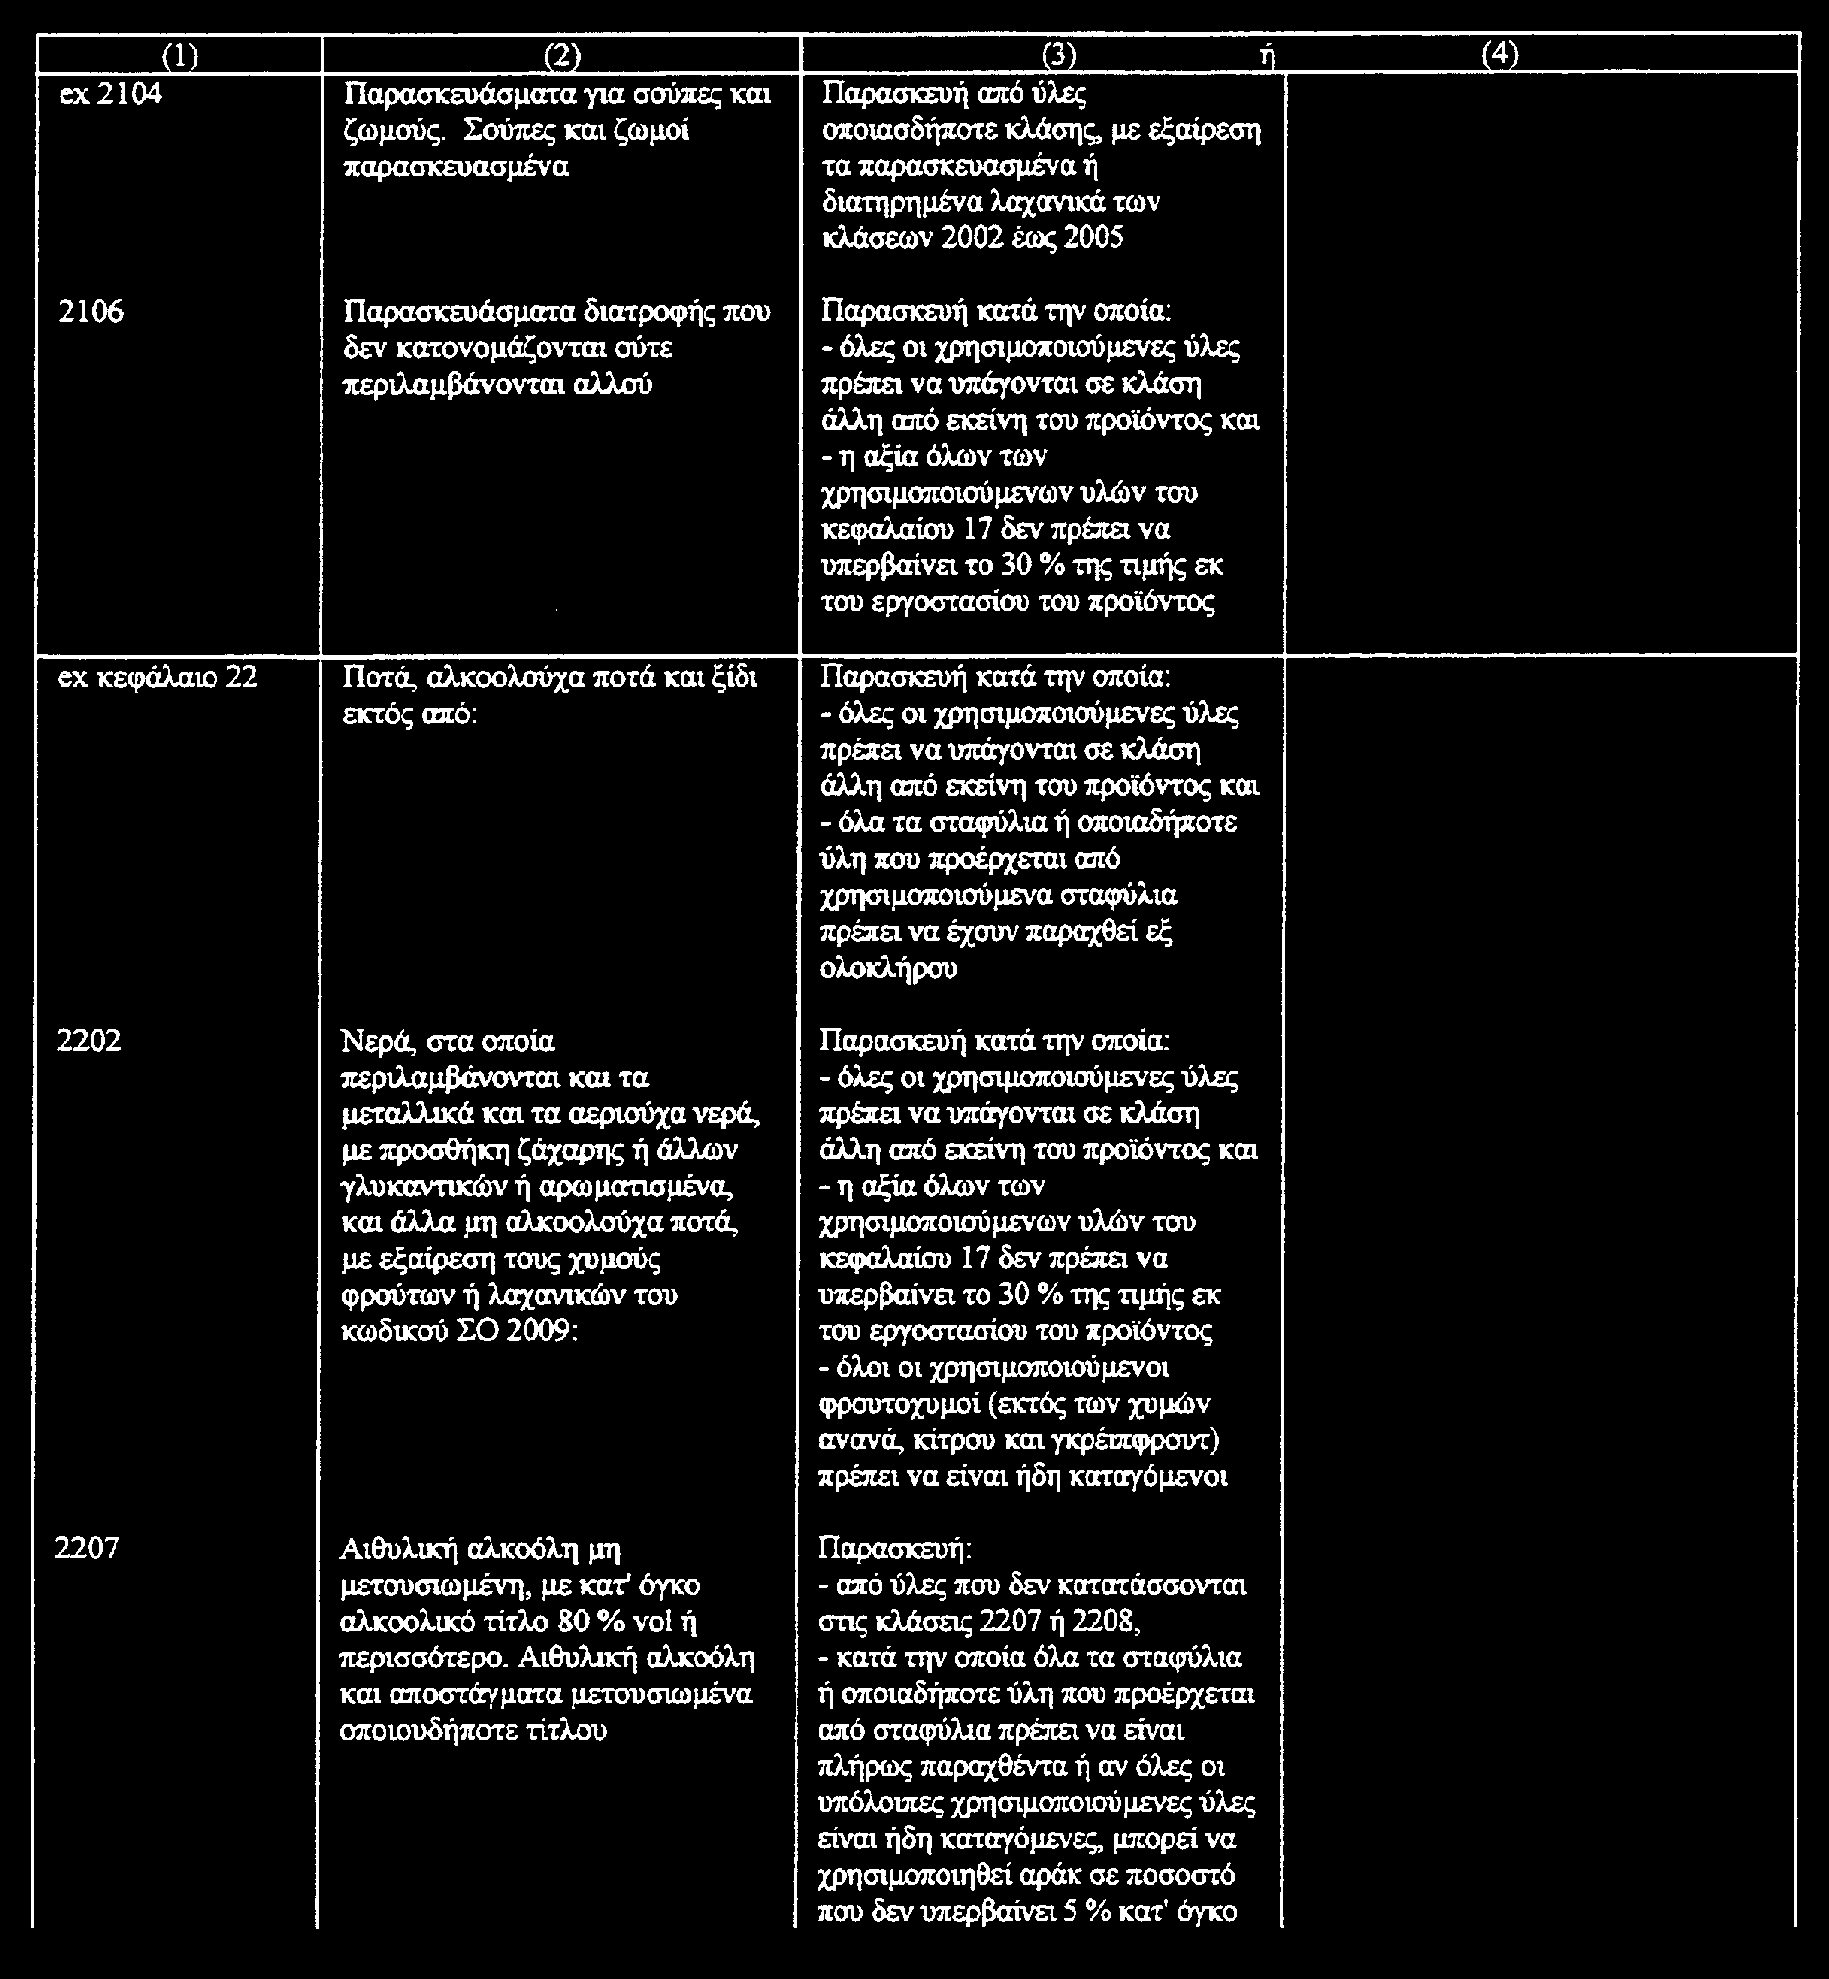 (1) (2) (3) ή (4)
ex 2104
Παρασκευάσματα για σούπες και
ζωμούς. Σούπες και ζωμοί
παρασκευασμένα
Παρασκευή από ύλες
οποιασδήποτε κλάσης, με εξαίρεση
τα παρασκευασμένα ή
διατηρημένα λαχανικά των
κλάσεων 2002 έως 2005
2106
Παρασκευάσματα διατροφής που
δεν κατονομάζονται ούτε
περιλαμβάνονται αλλού
Παρασκευή κατά την οποία:
- όλες οι χρησιμοποιούμενες ύλες
πρέπει να υπάγονται σε κλάση
άλλη από εκείνη του προϊόντος και
- η αξία όλων των
χρησιμοποιούμενων υλών του
κεφαλαίου 17 δεν πρέπει να
υπερβαίνει το 30 % της τιμής εκ
του εργοστασίου του προϊόντος
ex κεφάλαιο 22
Ποτά, αλκοολούχα ποτά και ξίδι
εκτός από:
Παρασκευή κατά την οποία:
- όλες οι χρησιμοποιούμενες ύλες
πρέπει να υπάγονται σε κλάση
άλλη από εκείνη του προϊόντος και
- όλα τα σταφύλια ή οποιαδήποτε
ύλη που προέρχεται από
χρησιμοποιούμενα σταφύλια
πρέπει να έχουν παραχθεί εξ
ολοκλήρου
2202
Νερά, στα οποία
περιλαμβάνονται και τα
μεταλλικά και τα αεριούχα νερά,
με προσθήκη ζάχαρης ή άλλων
γλυκαντικών ή αρωματισμένα,
και άλλα μη αλκοολούχα ποτά,
με εξαίρεση τους χυμούς
φρούτων ή λαχανικών του
κωδικού ΣΟ 2009:
Παρασκευή κατά την οποία:
- όλες οι χρησιμοποιούμενες ύλες
πρέπει να υπάγονται σε κλάση
άλλη από εκείνη του προϊόντος και
- η αξία όλων των
χρησιμοποιούμενων υλών του
κεφαλαίου 17 δεν πρέπει να
υπερβαίνει το 30 % της τιμής εκ
του εργοστασίου του προϊόντος
- όλοι οι χρησιμοποιούμενοι
φρουτοχυμοί (εκτός των χυμών
ανανά, κίτρου και γκρέιπφρουτ)
πρέπει να είναι ήδη καταγόμενοι
2207
Αιθυλική αλκοόλη μη
μετουσιωμένη, με κατ' όγκο
αλκοολικό τίτλο 80 % vol ή
περισσότερο. Αιθυλική αλκοόλη
και αποστάγματα μετουσιωμένα
οποιουδήποτε τίτλου
Παρασκευή:
- από ύλες που δεν κατατάσσονται
στις κλάσεις 2207 ή 2208,
- κατά την οποία όλα τα σταφύλια
ή οποιαδήποτε ύλη που προέρχεται
από σταφύλια πρέπει να είναι
πλήρως παραχθέντα ή αν όλες οι
υπόλοιπες χρησιμοποιούμενες ύλες
είναι ήδη καταγόμενες, μπορεί να
χρησιμοποιηθεί αράκ σε ποσοστό
που δεν υπερβαίνει 5 % κατ' όγκο